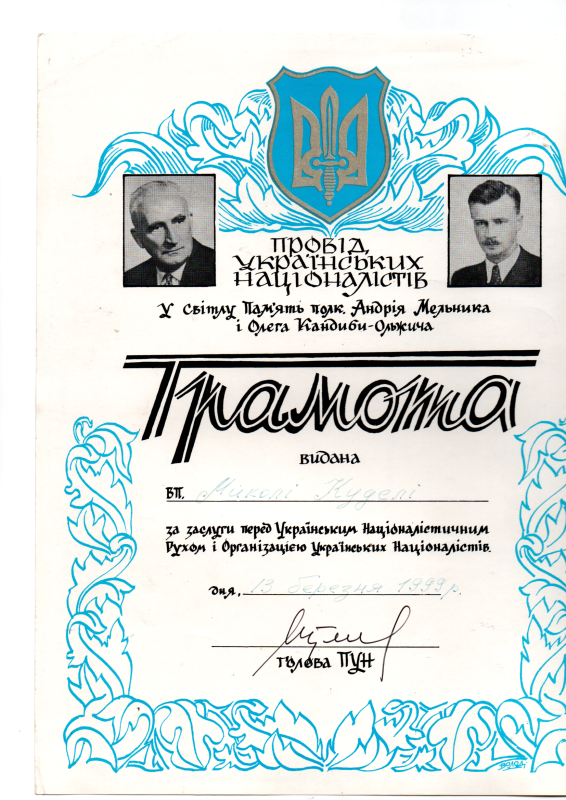 ПРОВІД
УКРАЇНСЬКИХ
НАЦІОНАЛІСТІВ
У світлу Пам'ять полк. Андрія Мельника
і Олега Кандиби-Ольжича
Грамота
видана
ВП. Миколі Куделі
за заслуги перед Українським Націоналістичним
Рухом і Організацією Українських Націоналістів.
дня, 13 березня 1999 р.
голова ПУН